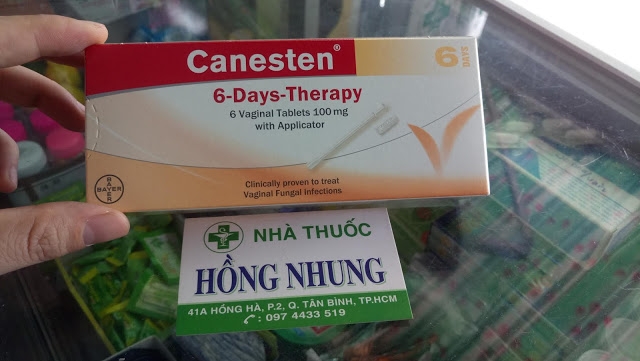 Canesten®
6 DAYS
6-Days-Therapy
6 Vaginal Tablets 100 mg
with Applicator
BAYER
BAYER
Clinically proven to treat
Vaginal Fungal Infections
NHÀ THUỐC
HỒNG NHUNG
41A HỒNG HÀ, P.2, Q. TÂN BÌNH, TP.HCM
: 097 4433 519